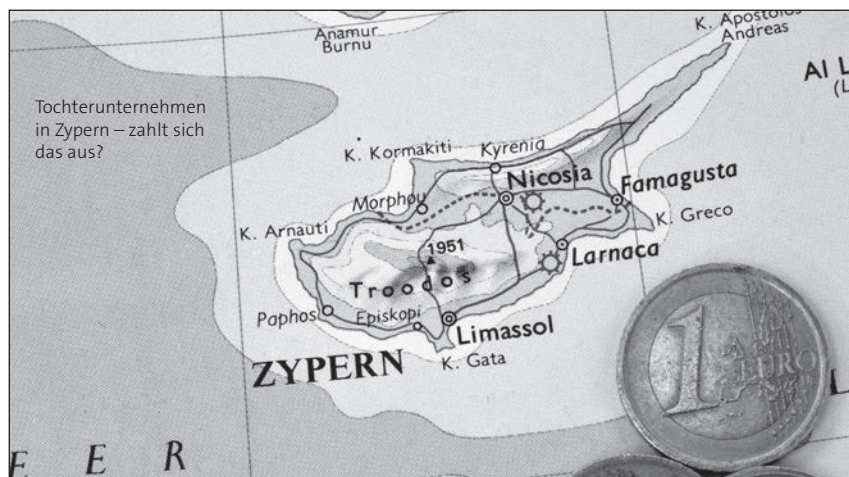 Anamur
Burnu
K. Apostolos
Andreas
Al L
(L
Tochterunternehmen
in Zypern – zahlt sich
das aus?
K. Kormakiti
Kyrenia
Nicosia
Famagusta
Morphou
K. Greco
K. Arnauti
Larnaca
1951
Troodos
Paphos
Episkopi
Limassol
K. Gata
ZYPERN
1 EURO
L
E E R